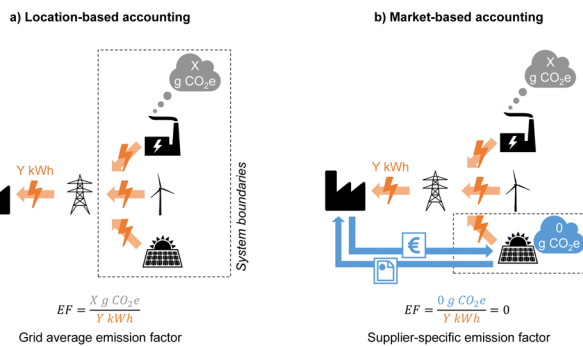 a) Location-based accounting
X
g CO₂e
Y kWh
System boundaries
EF = X g CO₂e / Y kWh
Grid average emission factor
b) Market-based accounting
X
g CO₂e
Y kWh
€
0
g CO₂e
EF = 0 g CO₂e / Y kWh = 0
Supplier-specific emission factor